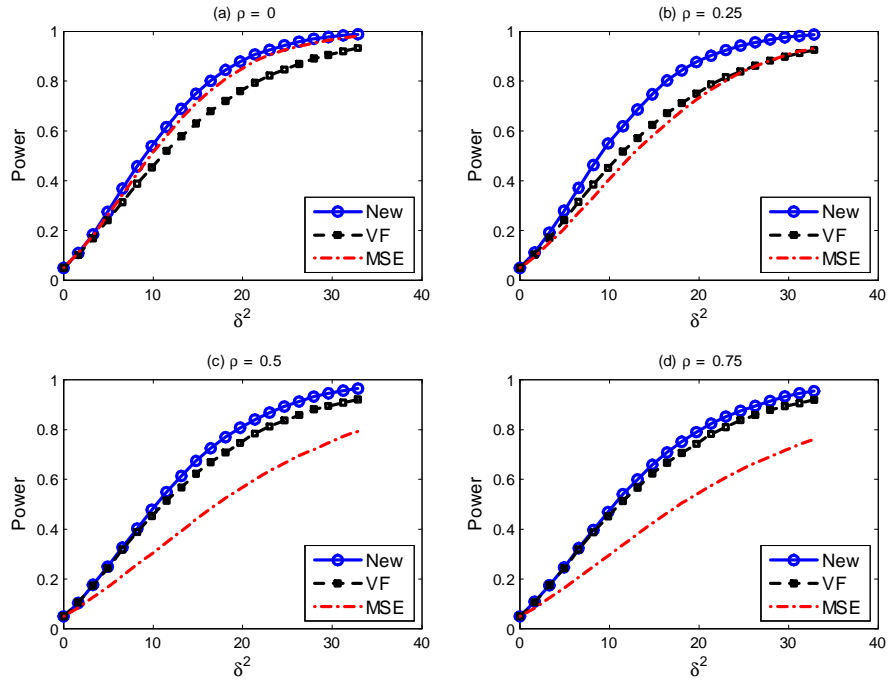 (a) ρ = 0
1
0.8
0.6
0.4
0.2
0
Power
0
10
20
30
40
δ²
New
VF
MSE
(b) ρ = 0.25
1
0.8
0.6
0.4
0.2
0
Power
0
10
20
30
40
δ²
New
VF
MSE
(c) ρ = 0.5
1
0.8
0.6
0.4
0.2
0
Power
0
10
20
30
40
δ²
New
VF
MSE
(d) ρ = 0.75
1
0.8
0.6
0.4
0.2
0
Power
0
10
20
30
40
δ²
New
VF
MSE